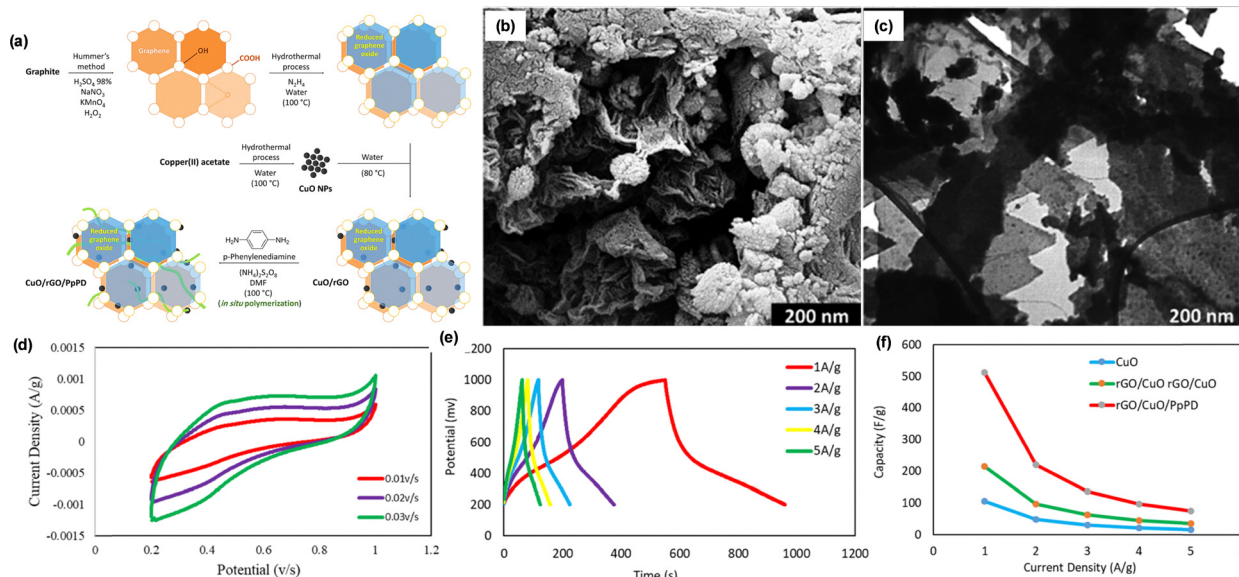 (a)
Graphite
Hummer's
method
H₂SO₄ 98%
NaNO₃
KMnO₄
H₂O₂
Graphene
OH
COOH
O
Hydrothermal
process
N₂H₄
Water
(100 °C)
Reduced
graphene
oxide
Copper(II) acetate
Hydrothermal
process
Water
(100 °C)
CuO NPs
Water
(80 °C)
Reduced
graphene
oxide
CuO/rGO/PpPD
H₂N
NH₂
p-Phenylenediamine
(NH₄)₂S₂O₈
DMF
(100 °C)
(in situ polymerization)
Reduced
graphene
oxide
CuO/rGO
(b)
200 nm
(c)
200 nm
(d)
Current Density (A/g)
0.0015
0.001
0.0005
0
-0.0005
-0.001
-0.0015
0.01v/s
0.02v/s
0.03v/s
0 0.2 0.4 0.6 0.8 1 1.2
Potential (v/s)
(e)
Potential (mv)
1000
800
600
400
200
0
1A/g
2A/g
3A/g
4A/g
5A/g
0 200 400 600 800 1000 1200
Time (s)
(f)
Capacity (F/g)
600
500
400
300
200
100
0
CuO
rGO/CuO rGO/CuO
rGO/CuO/PpPD
0 1 2 3 4 5
Current Density (A/g)